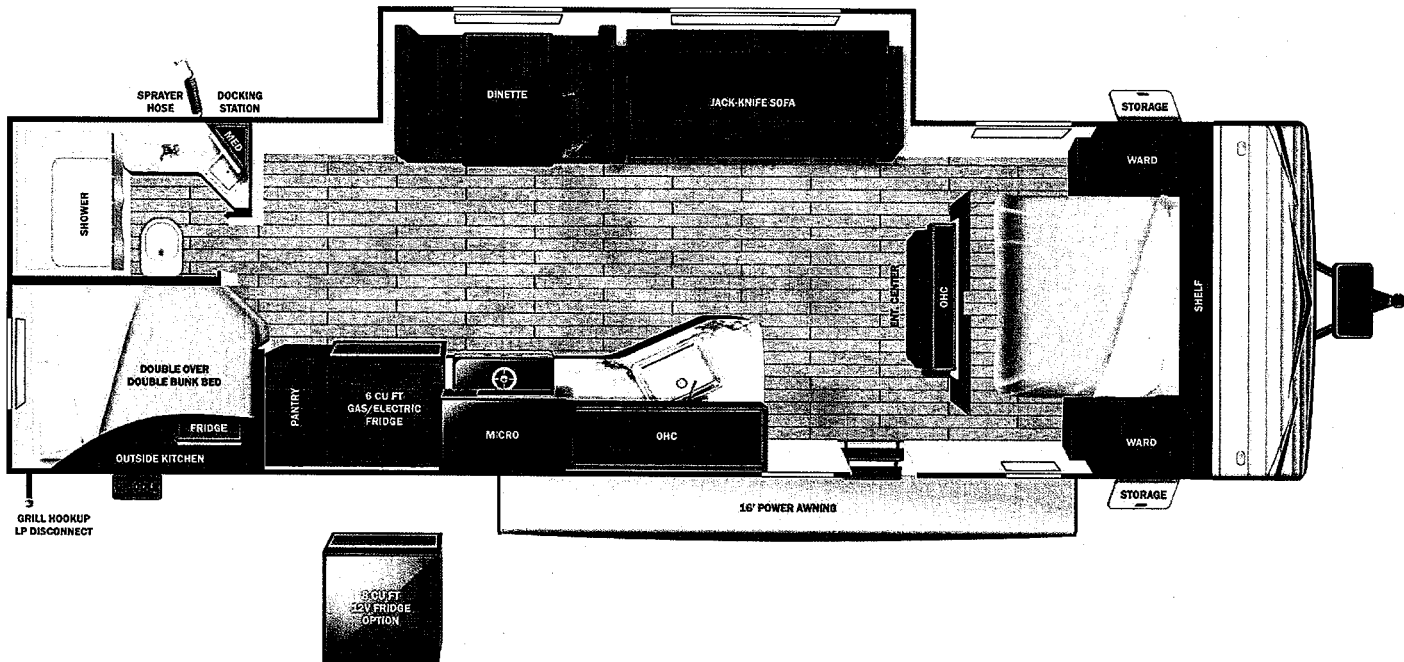 DINETTE
JACK-KNIFE SOFA
SPRAYER
HOSE
DOCKING
STATION
MED
STORAGE
WARD
SHOWER
ENT. CENTER
OHC
SHELF
DOUBLE OVER
DOUBLE BUNK BED
PANTRY
6 CU FT
GAS/ELECTRIC
FRIDGE
FRIDGE
MICRO
OHC
WARD
OUTSIDE KITCHEN
STORAGE
GRILL HOOKUP
LP DISCONNECT
16' POWER AWNING
8 CU FT
12V FRIDGE
OPTION